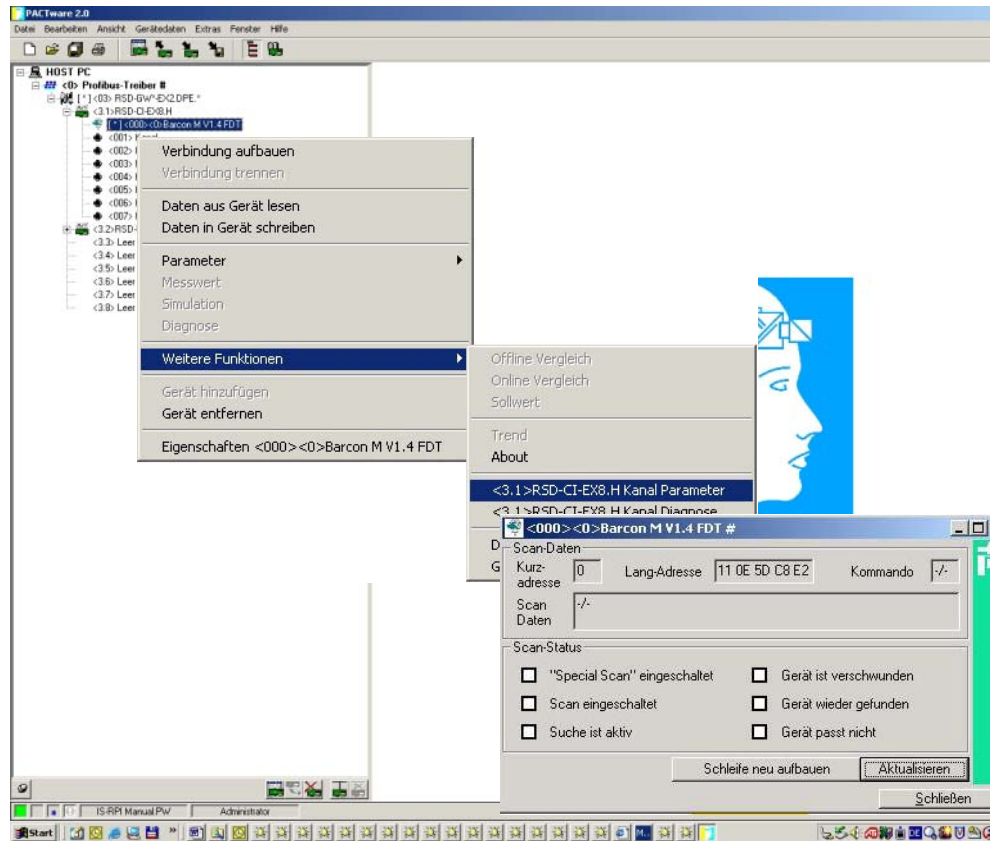 PACTware 2.0
Datei Bearbeiten Ansicht Gerätedaten Extras Fenster Hilfe
HOST PC
<0> Profibus-Treiber #
[*]<03> RSD-GW*-EX2.DPE.*
<3.1>RSD-CI-EX8.H
[*]<000><0>Barcon M V1.4 FDT
<001>
<002>
<003>
<004>
<005>
<006>
<007>
<3.2>RSD-
<3.3> Leer
<3.4> Leer
<3.5> Leer
<3.6> Leer
<3.7> Leer
<3.8> Leer
Verbindung aufbauen
Verbindung trennen
Daten aus Gerät lesen
Daten in Gerät schreiben
Parameter
Messwert
Simulation
Diagnose
Weitere Funktionen
Gerät hinzufügen
Gerät entfernen
Eigenschaften <000><0>Barcon M V1.4 FDT
Offline Vergleich
Online Vergleich
Sollwert
Trend
About
<3.1>RSD-CI-EX8.H Kanal Parameter
<3.1>RSD-CI-EX8.H Kanal Diagnose
D
G
<000><0>Barcon M V1.4 FDT #
Scan-Daten
Kurz-adresse 0 Lang-Adresse 11 0E 5D C8 E2 Kommando -/-
Scan Daten -/-
Scan-Status
"Special Scan" eingeschaltet Gerät ist verschwunden
Scan eingeschaltet Gerät wieder gefunden
Suche ist aktiv Gerät passt nicht
Schleife neu aufbauen Aktualisieren
Schließen
IS-RPI Manual.PW Administrator
Start